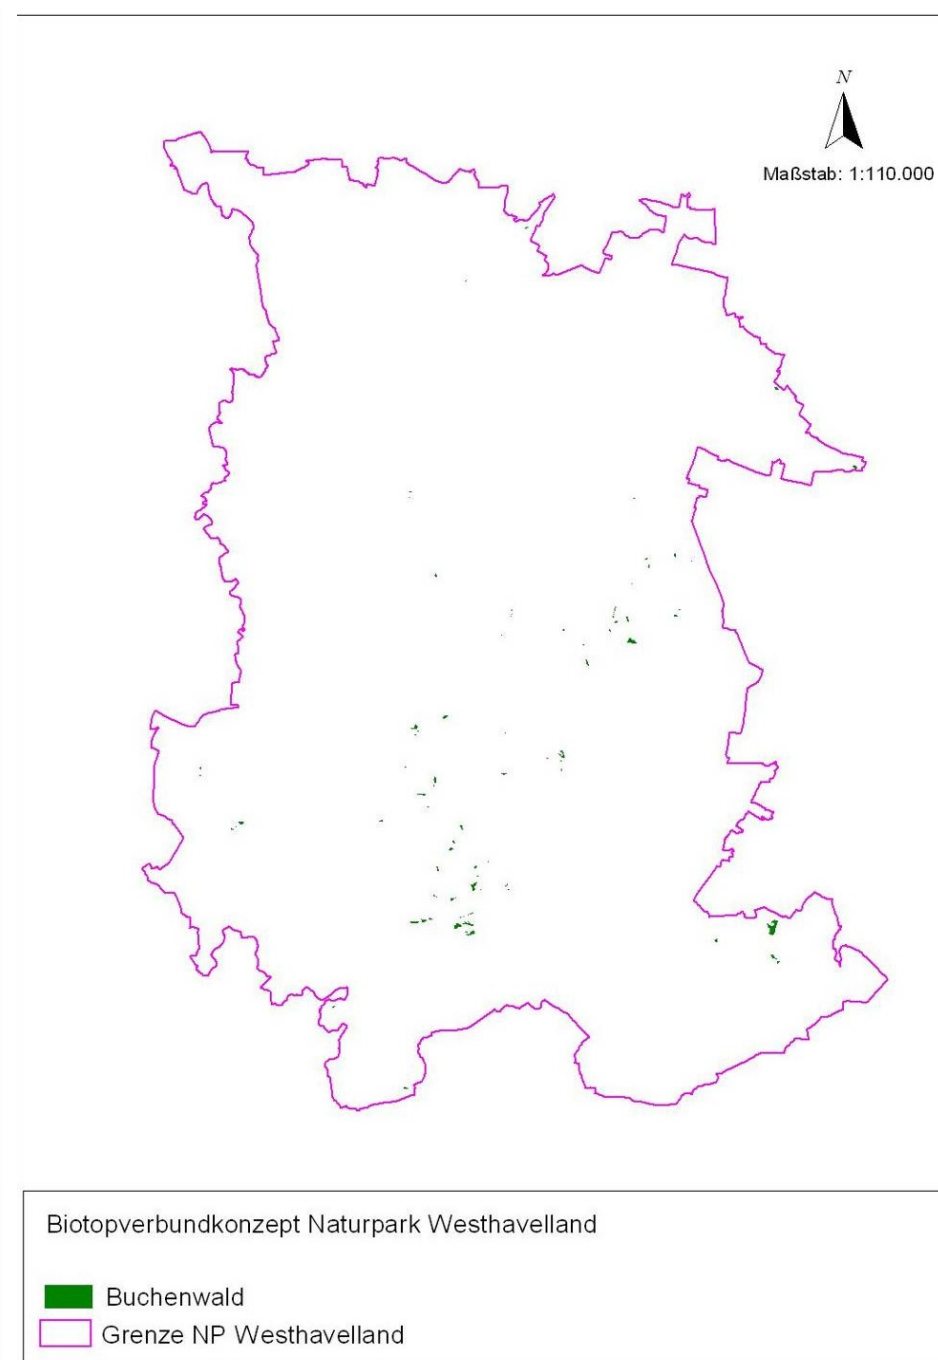 N
Maßstab: 1:110.000
Biotopverbundkonzept Naturpark Westhavelland
Buchenwald
Grenze NP Westhavelland